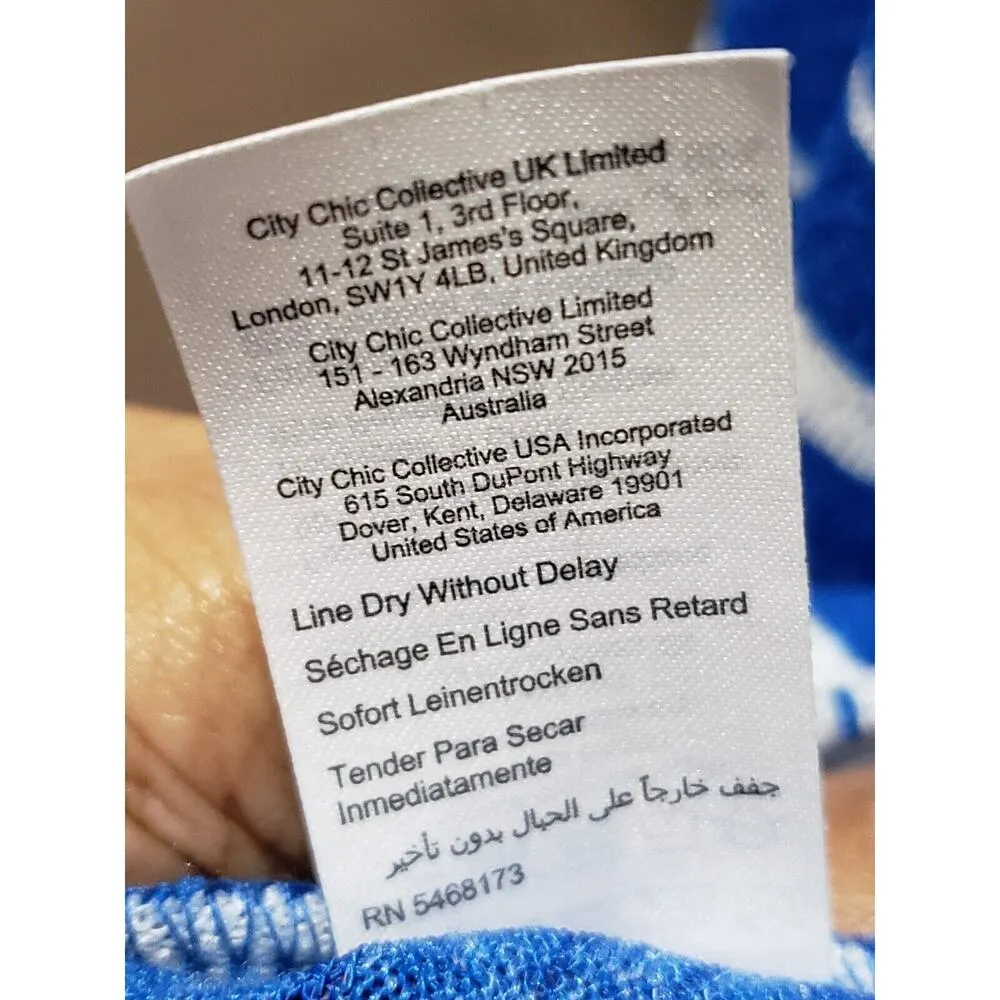 City Chic Collective UK Limited
Suite 1, 3rd Floor,
11-12 St James's Square,
London, SW1Y 4LB, United Kingdom
City Chic Collective Limited
151 - 163 Wyndham Street
Alexandria NSW 2015
Australia
City Chic Collective USA Incorporated
615 South DuPont Highway
Dover, Kent, Delaware 19901
United States of America
Line Dry Without Delay
Séchage En Ligne Sans Retard
Sofort Leinentrocken
Tender Para Secar
Inmediatamente
جفف خارجاً على الحبال بدون تأخير
RN 5468173